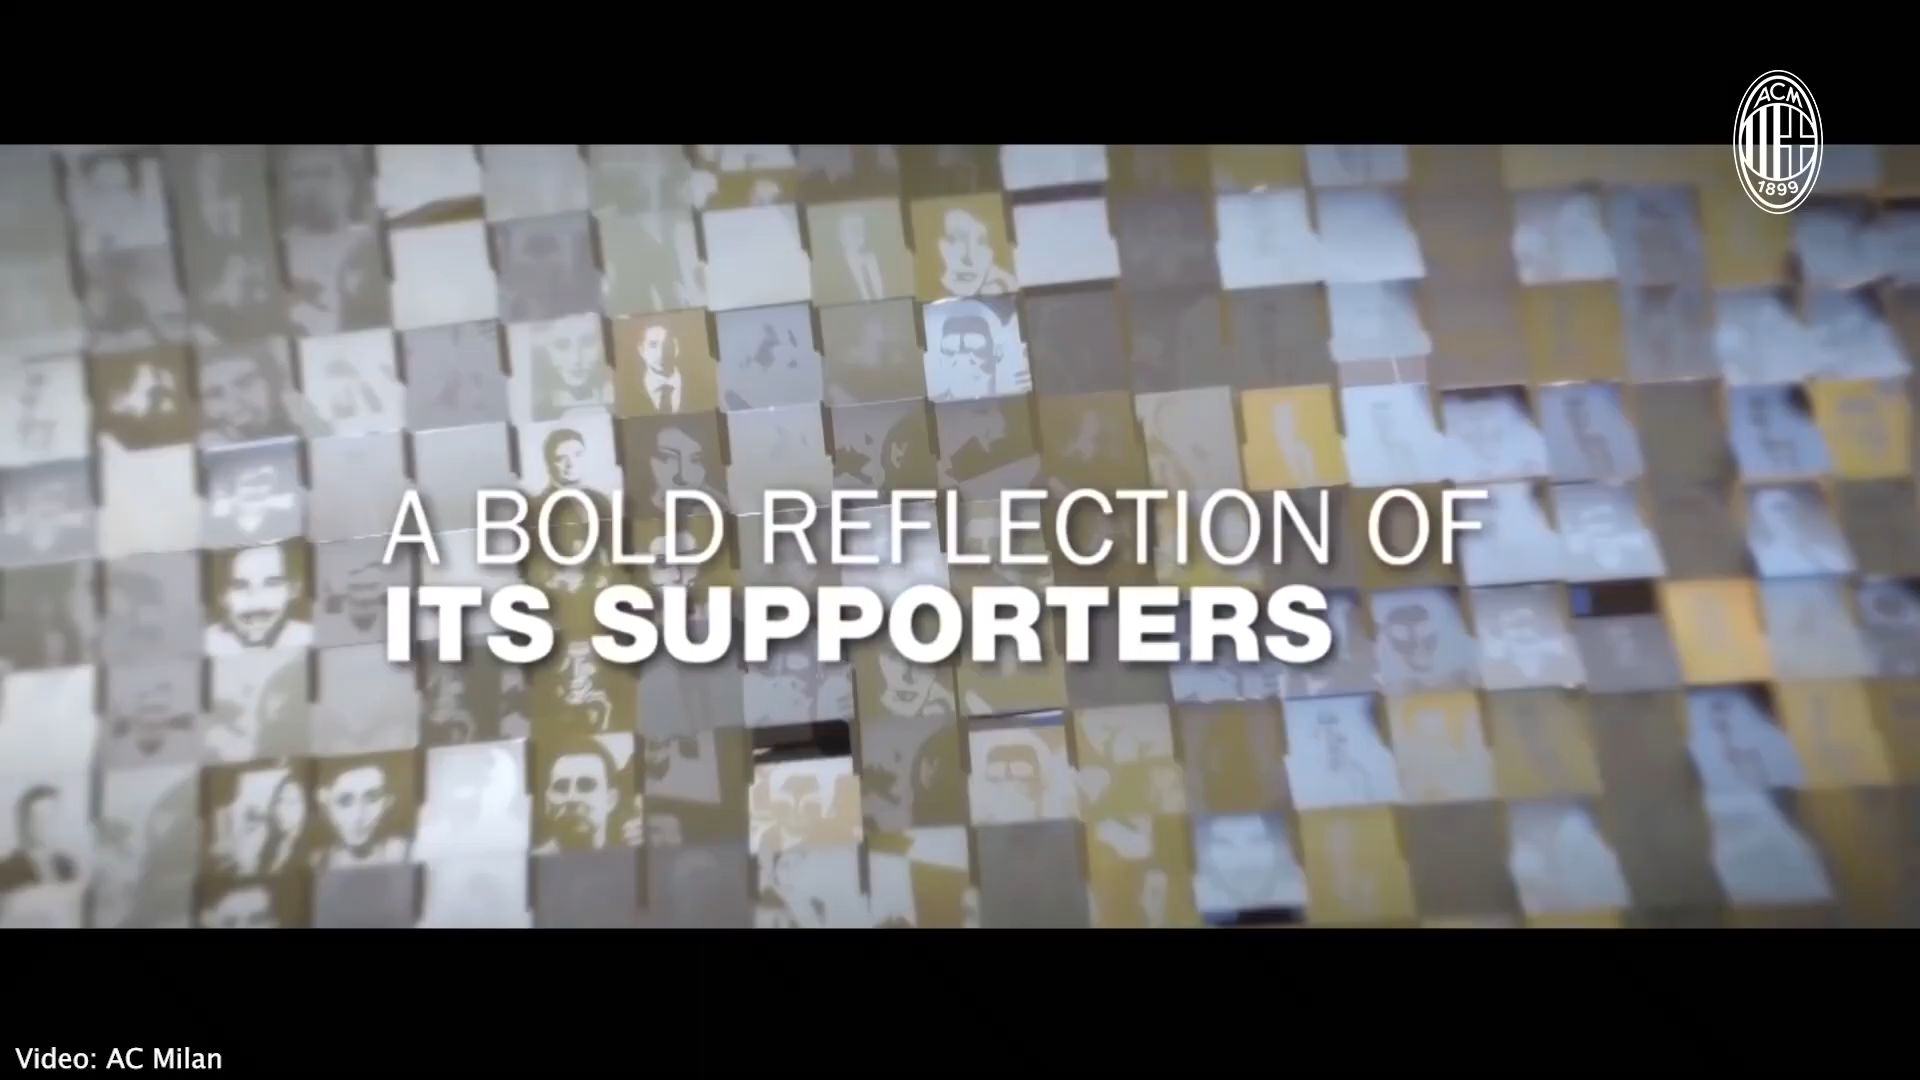 ACM
1899
A BOLD REFLECTION OF
ITS SUPPORTERS
Video: AC Milan